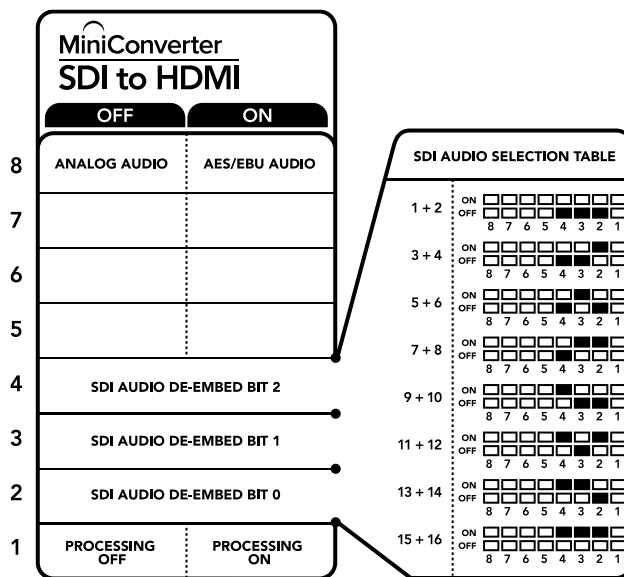 MiniConverter
SDI to HDMI
OFF ON
8 ANALOG AUDIO AES/EBU AUDIO
7
6
5
4 SDI AUDIO DE-EMBED BIT 2
3 SDI AUDIO DE-EMBED BIT 1
2 SDI AUDIO DE-EMBED BIT 0
1 PROCESSING OFF PROCESSING ON
SDI AUDIO SELECTION TABLE
1 + 2 ON
OFF
8 7 6 5 4 3 2 1
3 + 4 ON
OFF
8 7 6 5 4 3 2 1
5 + 6 ON
OFF
8 7 6 5 4 3 2 1
7 + 8 ON
OFF
8 7 6 5 4 3 2 1
9 + 10 ON
OFF
8 7 6 5 4 3 2 1
11 + 12 ON
OFF
8 7 6 5 4 3 2 1
13 + 14 ON
OFF
8 7 6 5 4 3 2 1
15 + 16 ON
OFF
8 7 6 5 4 3 2 1